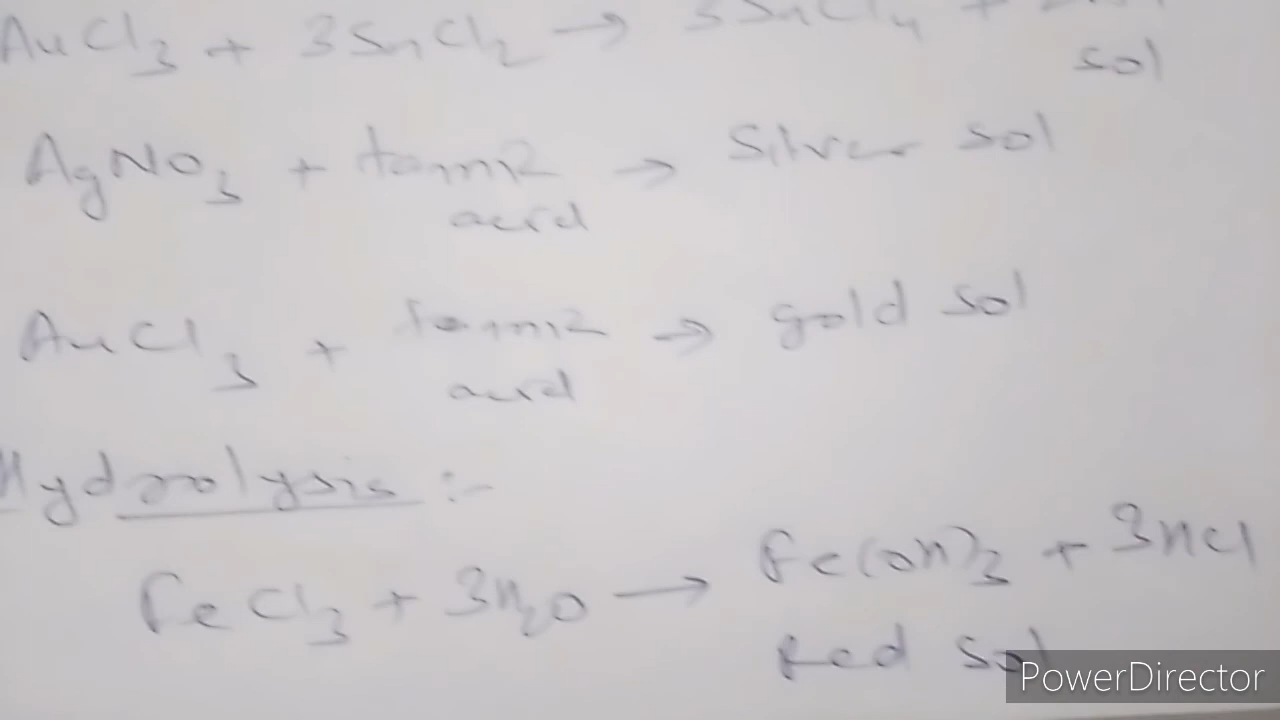 AuCl3 + 3SnCl2 → 3SnCl4 +
sol
AgNO3 + tannic → Silver sol
acid
AuCl3 + tannic → gold sol
acid
Hydrolysis :-
FeCl3 + 3H2O → Fe(OH)3 + 3HCl
Red sol
PowerDirector